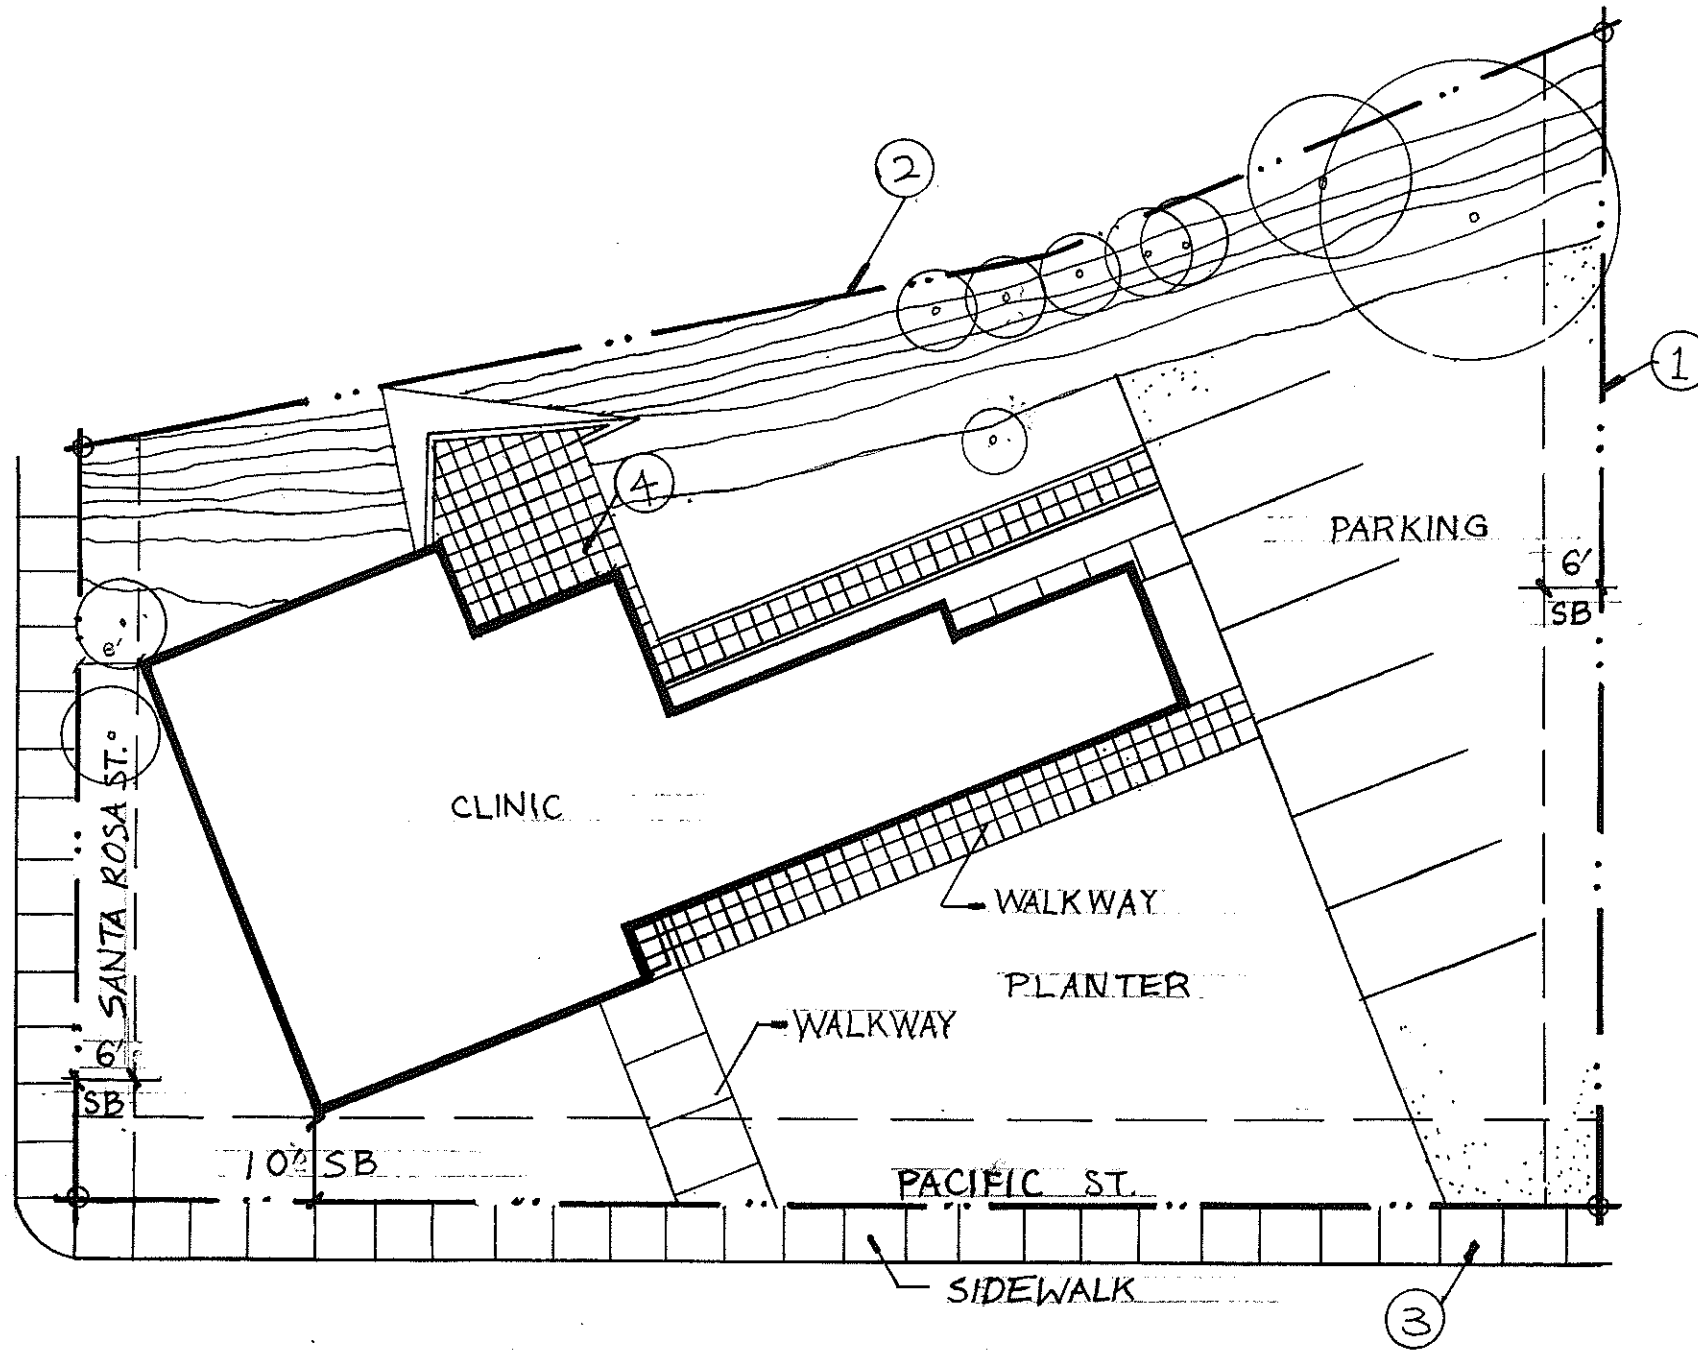 2
1
4
PARKING
6'
SB
6'
SANTA ROSA ST.
CLINIC
WALKWAY
PLANTER
WALKWAY
6'
SB
10' SB
PACIFIC ST.
SIDEWALK
3